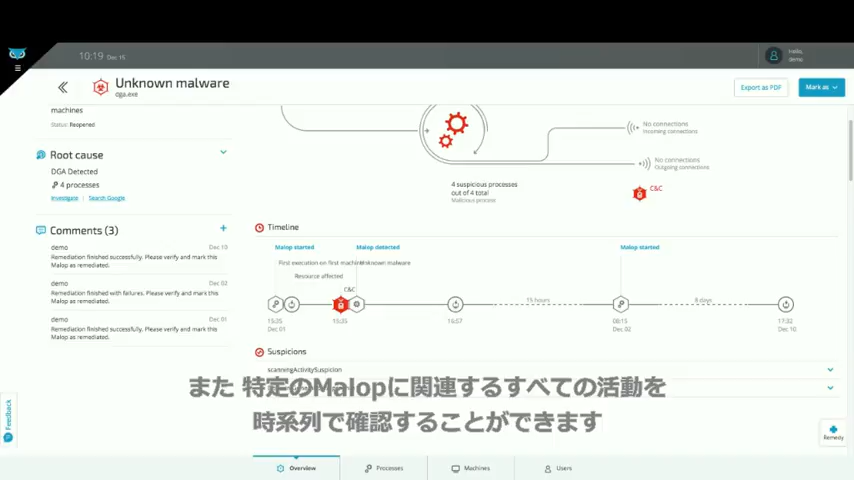 10:19 Dec 15
Hello,
demo
Unknown malware
dga.exe
Export as PDF
Mark as
machines
Status: Reopened
Root cause
DGA Detected
4 processes
Investigate
Search Google
Comments (3)
demo Dec 10
Remediation finished successfully. Please verify and mark this
Malop as remediated.
demo Dec 02
Remediation finished with failures. Please verify and mark this
Malop as remediated.
demo Dec 01
Remediation finished successfully. Please verify and mark this
Malop as remediated.
No connections
Incoming connections
No connections
Outgoing connections
4 suspicious processes
out of 4 total
Malicious process
C&C
Timeline
Malop started
Malop detected
Malop started
First execution on first machine
Unknown malware
Resource affected
C&C
15 hours
8 days
15:35
16:57
08:15
17:32
Dec 01
Dec 02
Dec 10
Suspicions
scanningActivitySuspicion
また 特定のMalopに関連するすべての活動を
時系列で確認することができます
Feedback
Remedy
Overview
Processes
Machines
Users